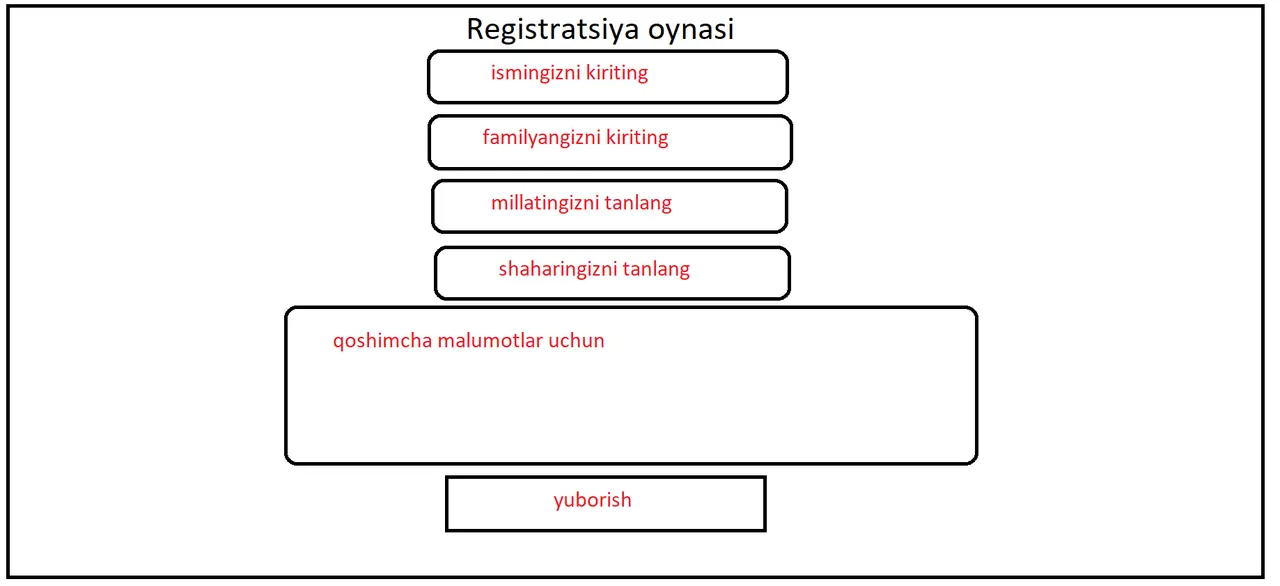 Registratsiya oynasi
ismingizni kiriting
familyangizni kiriting
millatingizni tanlang
shaharingizni tanlang
qoshimcha malumotlar uchun
yuborish